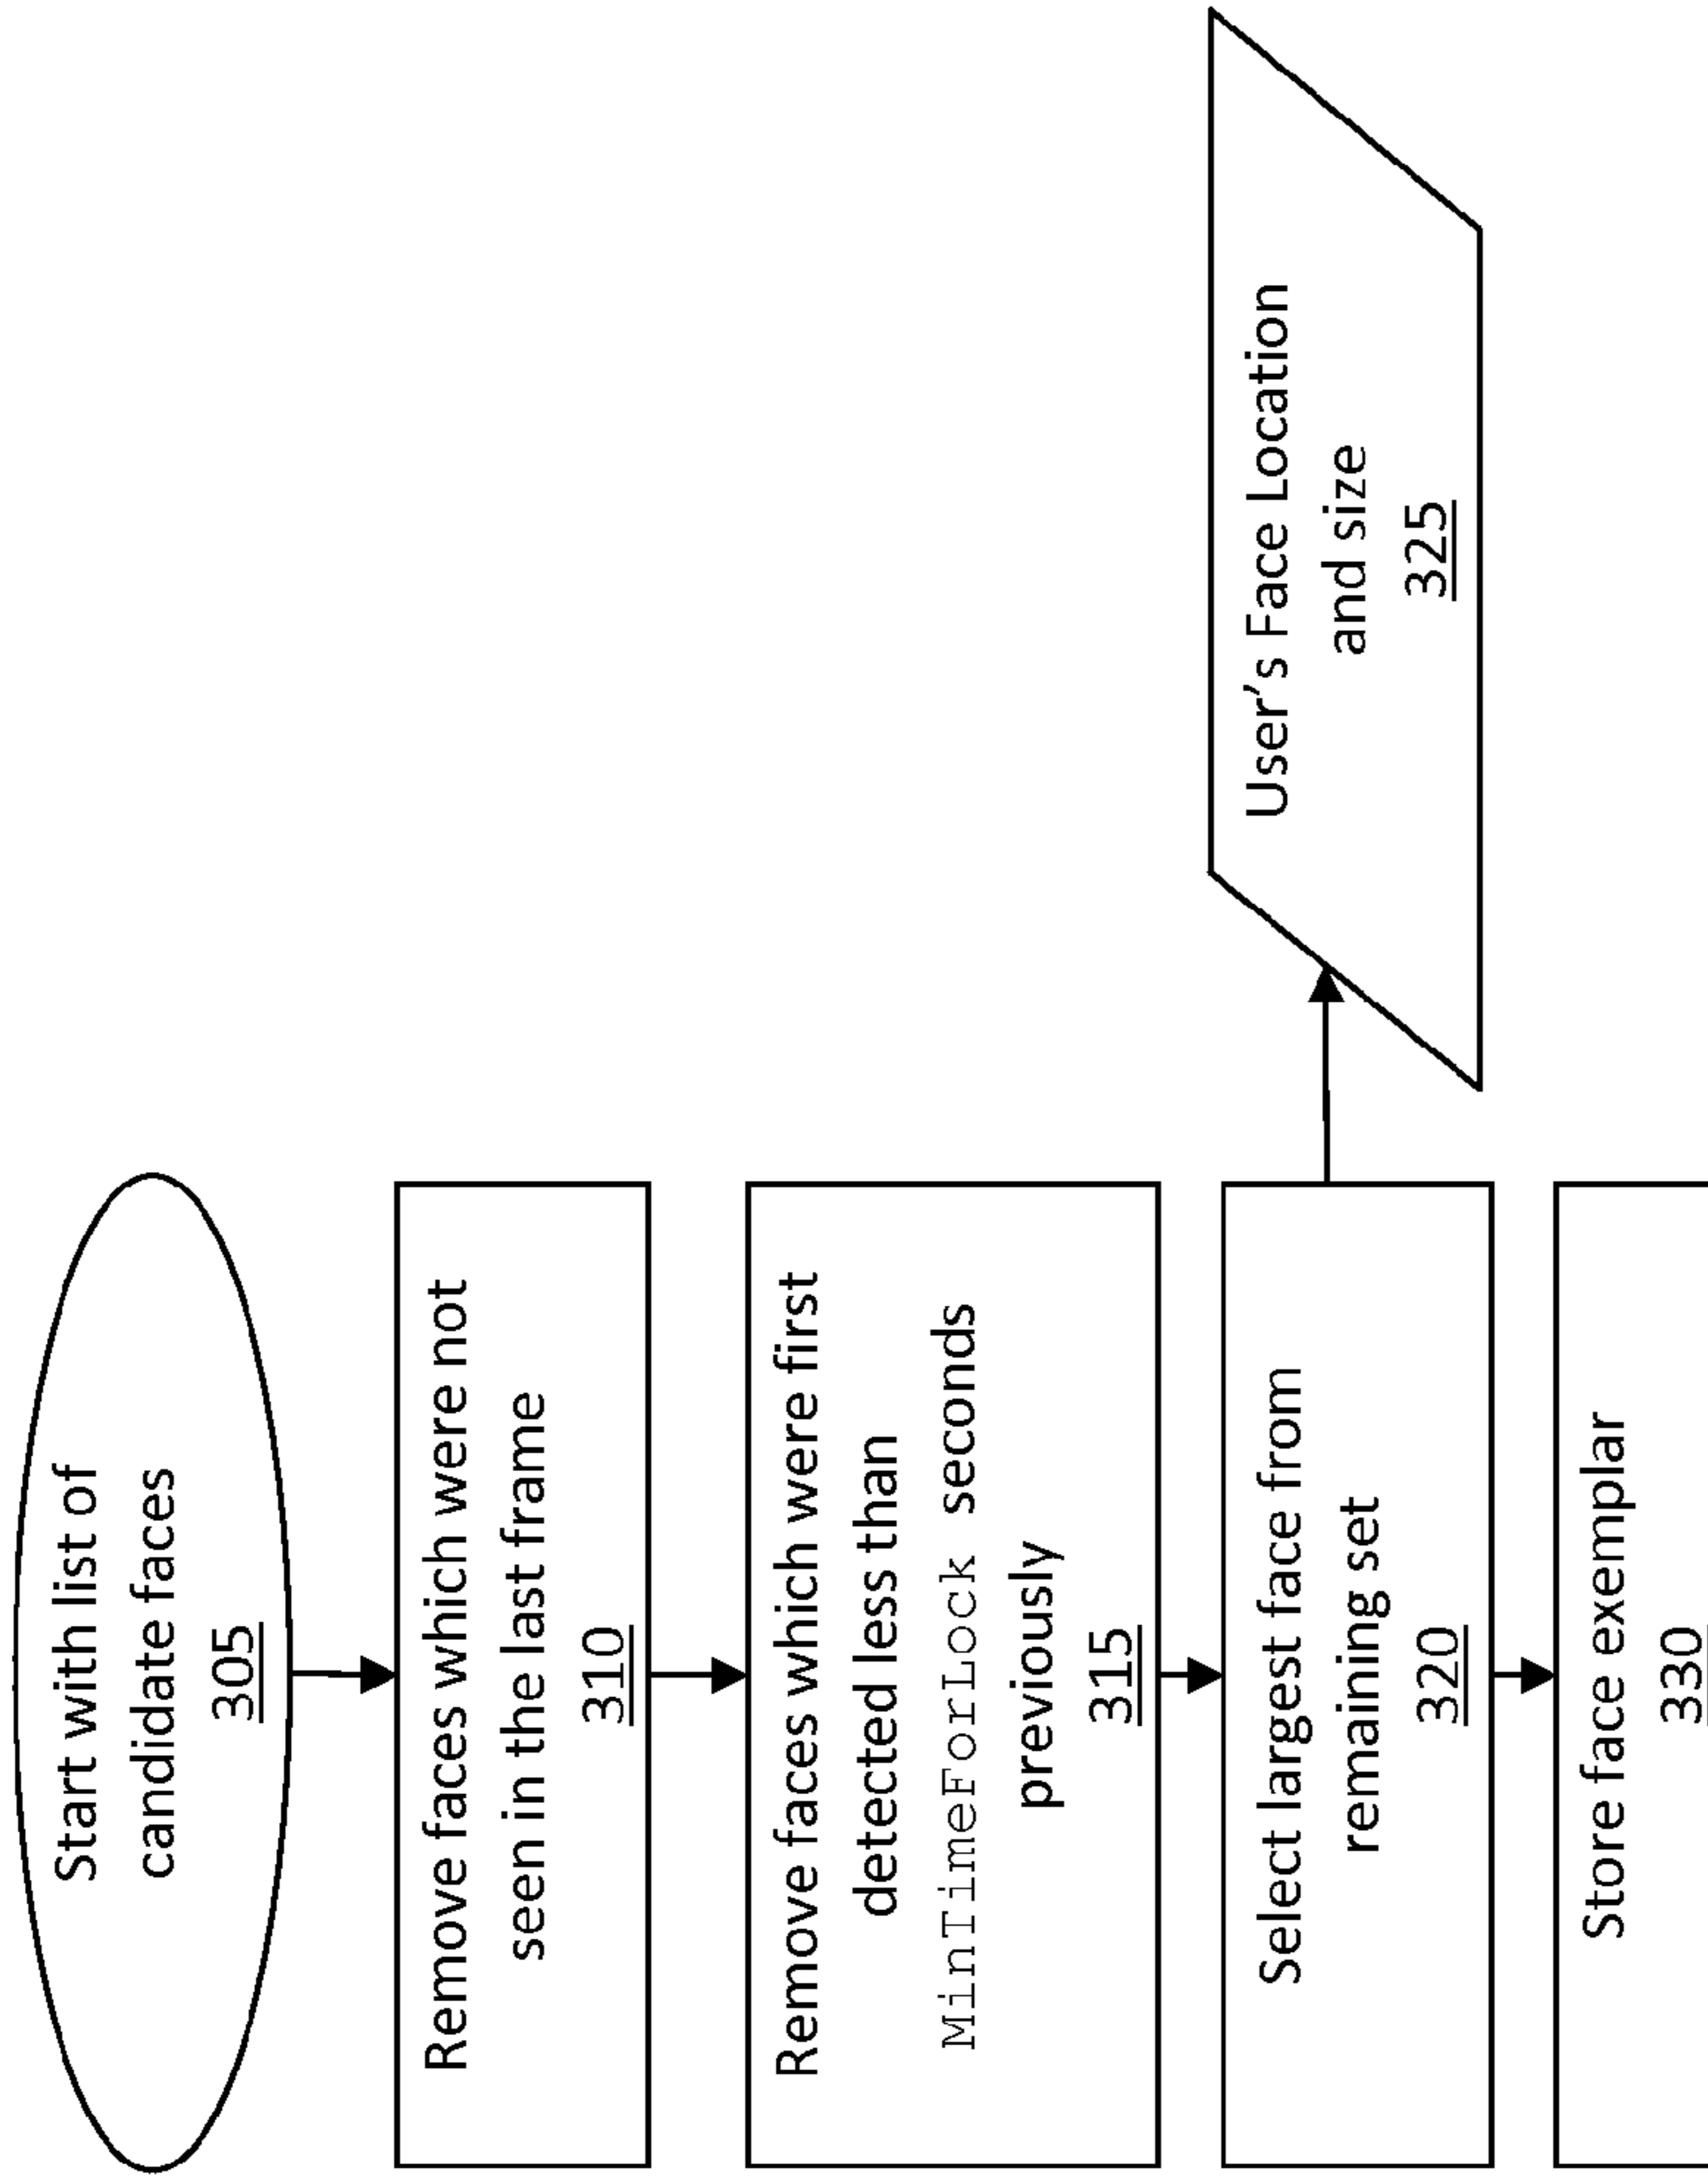 Start with list of
candidate faces
305
Remove faces which were not
seen in the last frame
310
Remove faces which were first
detected less than
MinTimeForLock seconds
previously
315
Select largest face from
remaining set
320
User's Face Location
and size
325
Store face exemplar
330